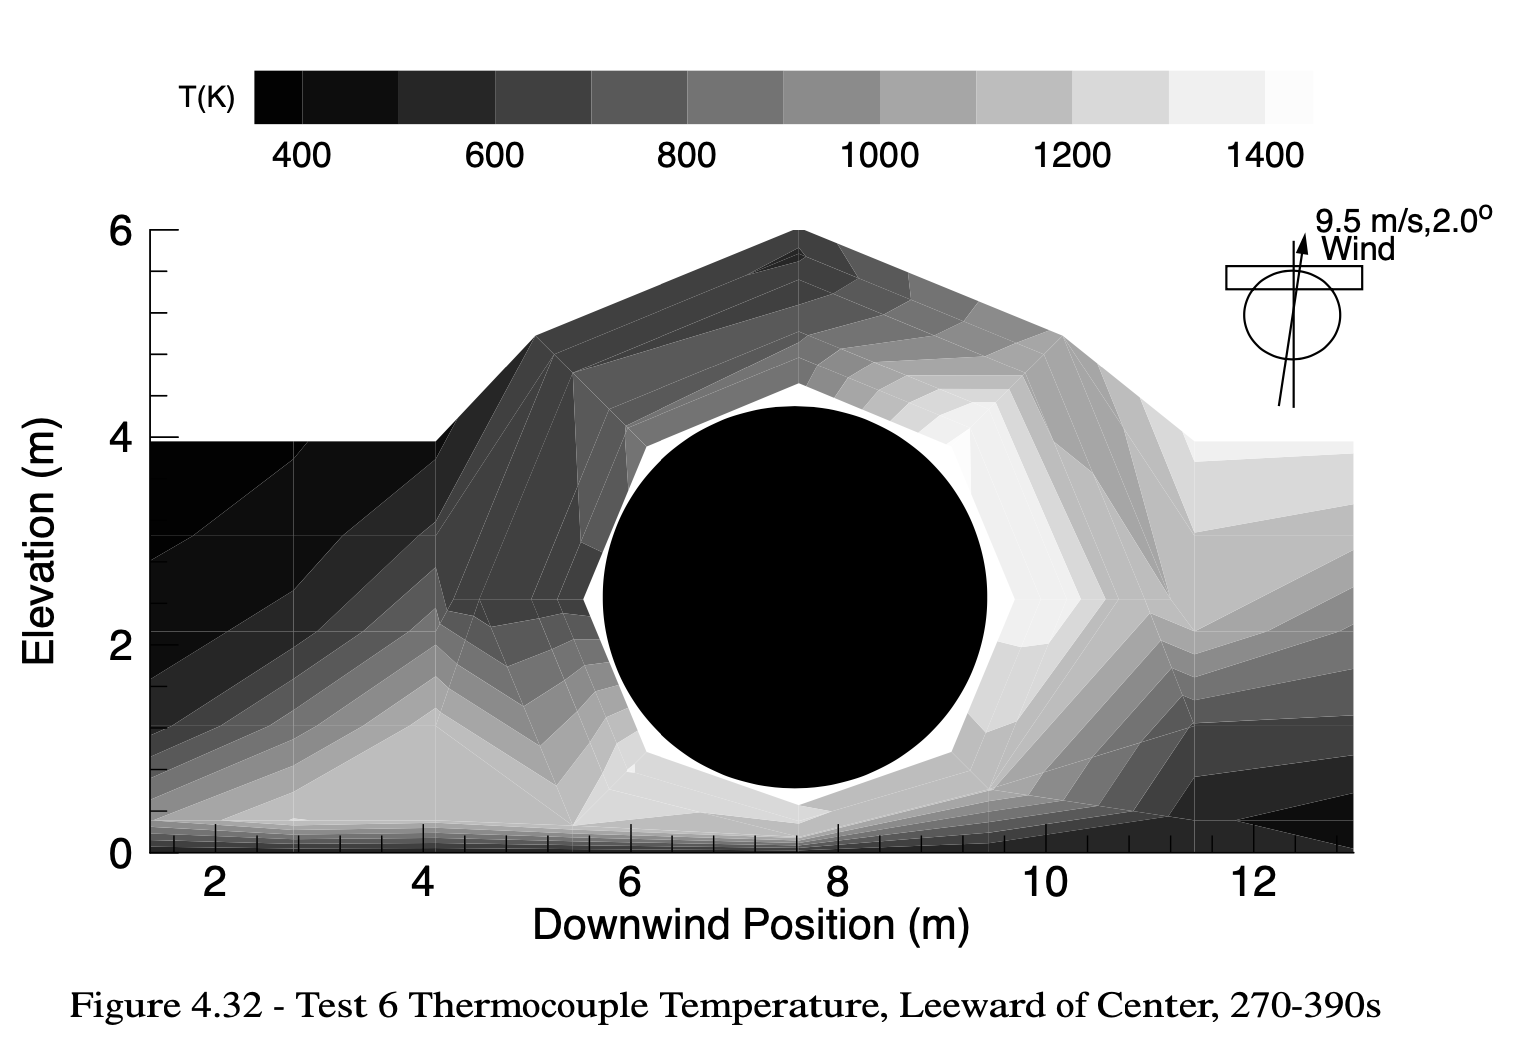 T(K)
400 600 800 1000 1200 1400
9.5 m/s,2.0o
Wind
6
4
2
0
Elevation (m)
2 4 6 8 10 12
Downwind Position (m)
Figure 4.32 - Test 6 Thermocouple Temperature, Leeward of Center, 270-390s